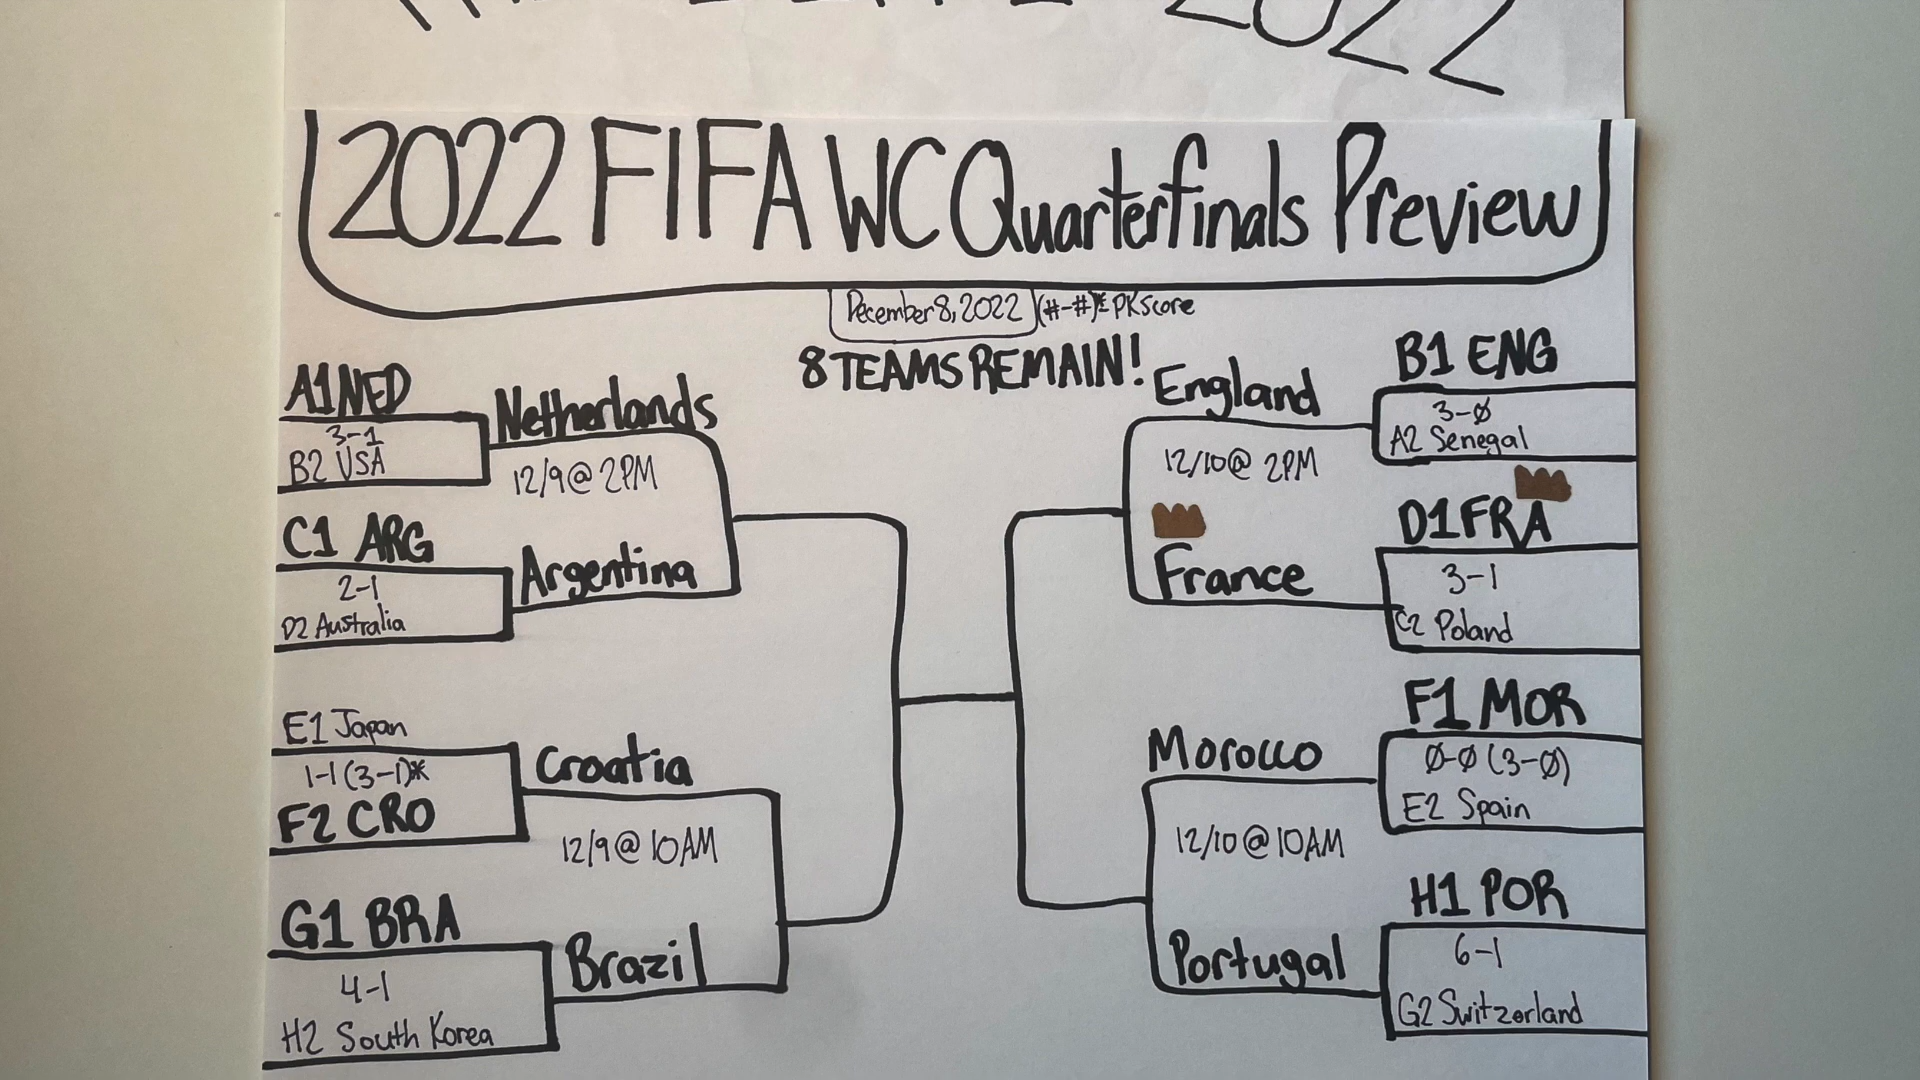 2022
2022 FIFA WC Quarterfinals Preview
December 8, 2022 (#-#)*=PK Score
8 TEAMS REMAIN!
A1 NED
3-1
B2 USA
Netherlands
12/9@ 2PM
C1 ARG
2-1
D2 Australia
Argentina
E1 Japan
1-1 (3-1)*
F2 CRO
Croatia
12/9@ 10AM
G1 BRA
4-1
H2 South Korea
Brazil
England
12/10@ 2PM
B1 ENG
3-0
A2 Senegal
France
D1 FRA
3-1
C2 Poland
Morocco
12/10@10AM
F1 MOR
0-0 (3-0)
E2 Spain
Portugal
H1 POR
6-1
G2 Switzerland